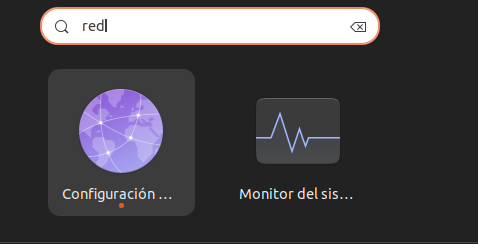 red
Configuración ...
Monitor del sis...